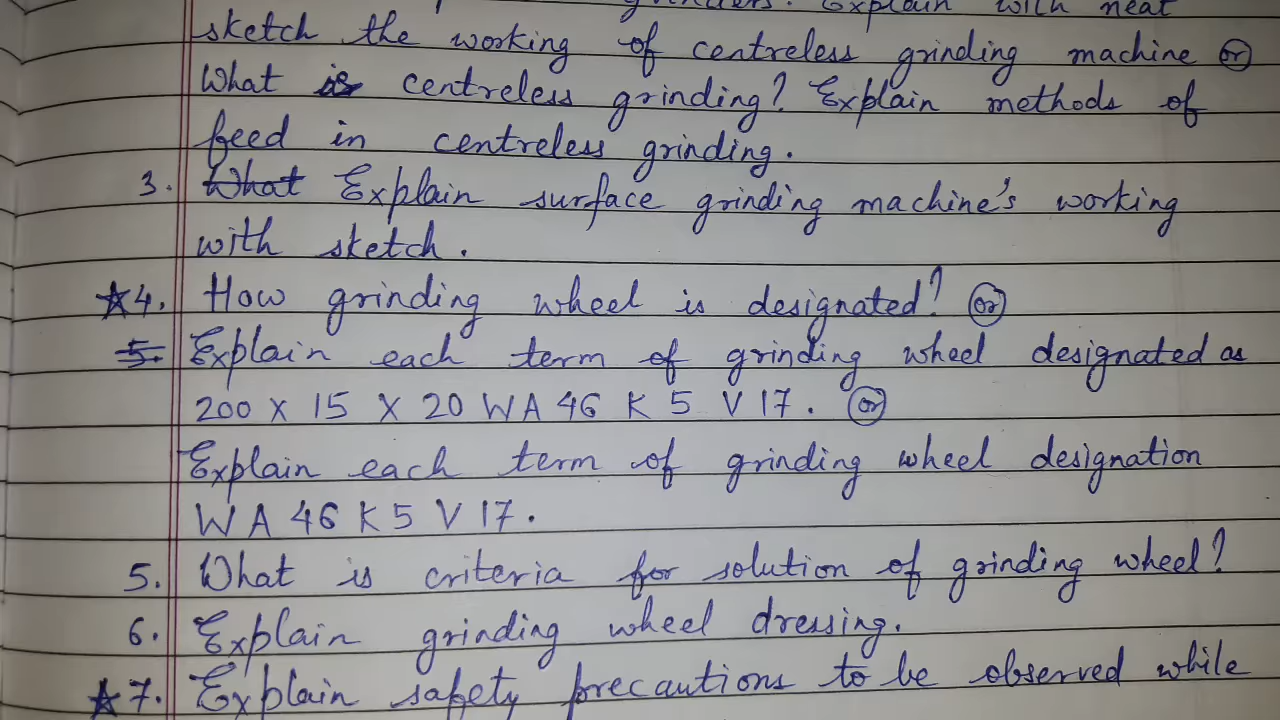 grinders. Explain with neat
sketch the working of centreless grinding machine (or)
What is centreless grinding? Explain methods of
feed in centreless grinding.
3. What Explain surface grinding machine's working
with sketch.
☆4. How grinding wheel is designated? (or)
5. Explain each term of grinding wheel designated as
200 X 15 X 20 WA 46 K 5 V 17. (or)
Explain each term of grinding wheel designation
WA 46 K 5 V 17.
5. What is criteria for solution of grinding wheel?
6. Explain grinding wheel dressing.
☆7. Explain safety precautions to be observed while